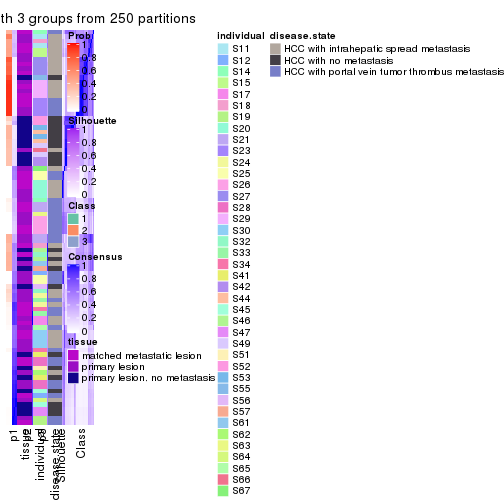 th 3 groups from 250 partitions
Prob
1
0.8
0.6
0.4
0.2
0
Silhouette
1
0.8
0.6
0.4
0.2
0
Class
1
2
3
Consensus
1
0.8
0.6
0.4
0.2
0
tissue
matched metastatic lesion
primary lesion
primary lesion. no metastasis
individual
S11
S12
S14
S15
S17
S18
S19
S20
S21
S23
S24
S25
S26
S27
S28
S29
S30
S32
S33
S34
S41
S42
S44
S45
S46
S47
S49
S51
S52
S53
S55
S56
S57
S61
S62
S63
S64
S65
S66
S67
disease.state
HCC with intrahepatic spread metastasis
HCC with no metastasis
HCC with portal vein tumor thrombus metastasis
p1
tissue
individual
disease.state
Silhouette
Class